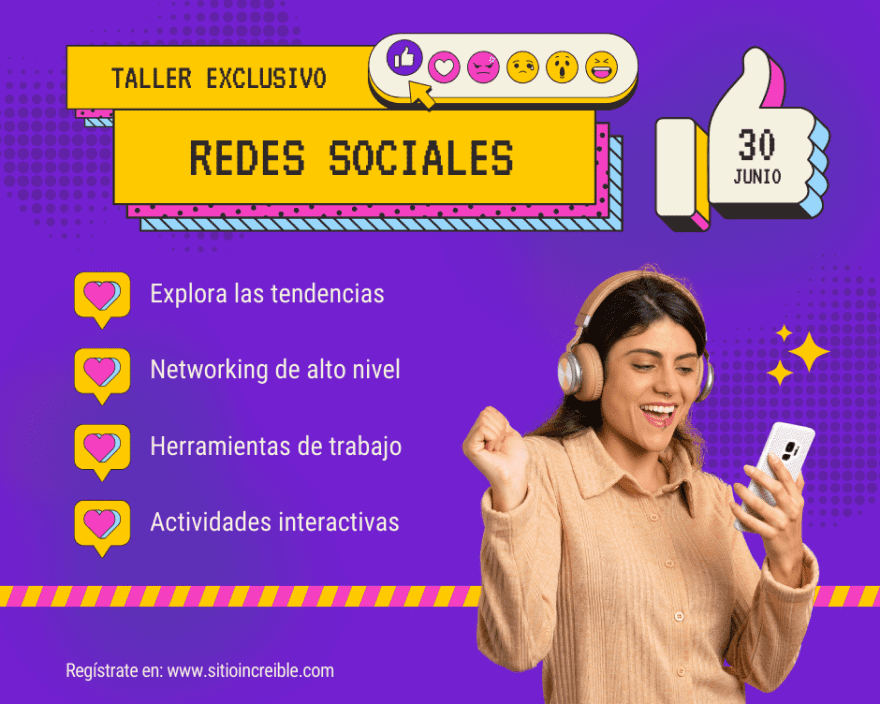 TALLER EXCLUSIVO
REDES SOCIALES
30
JUNIO
Explora las tendencias
Networking de alto nivel
Herramientas de trabajo
Actividades interactivas
Regístrate en: www.sitioincreible.com